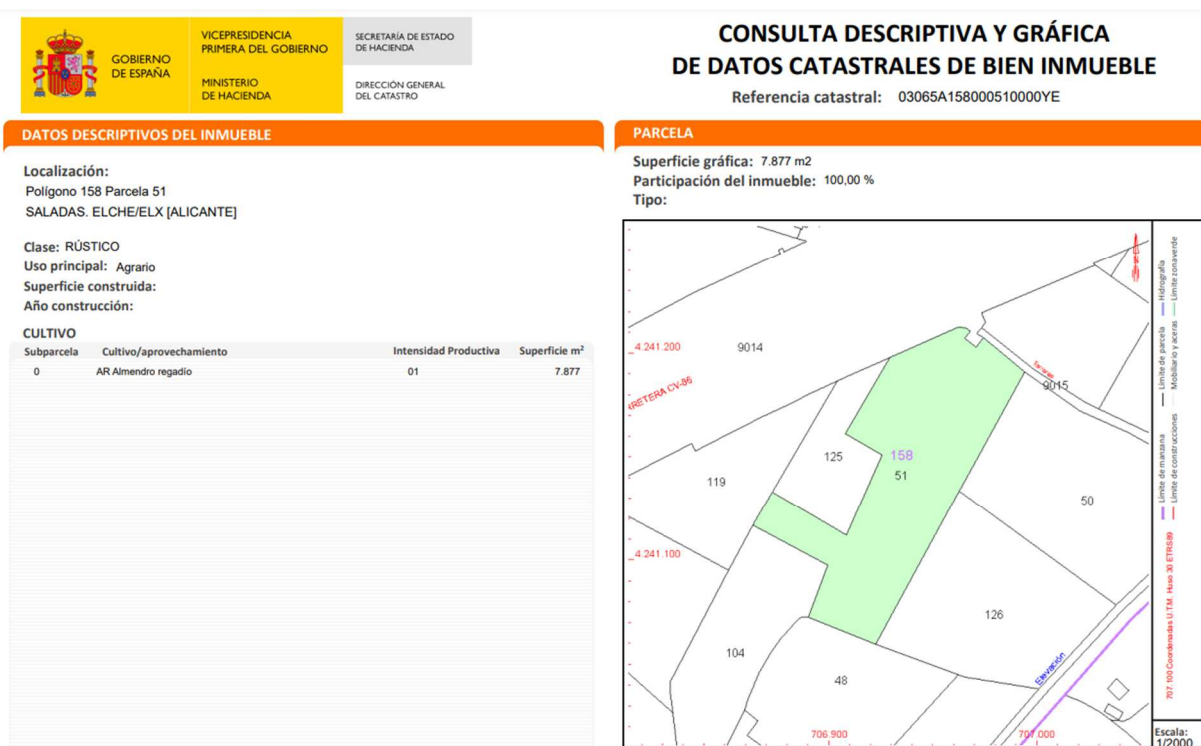 GOBIERNO
DE ESPAÑA
VICEPRESIDENCIA
PRIMERA DEL GOBIERNO
MINISTERIO
DE HACIENDA
SECRETARÍA DE ESTADO
DE HACIENDA
DIRECCIÓN GENERAL
DEL CATASTRO
CONSULTA DESCRIPTIVA Y GRÁFICA
DE DATOS CATASTRALES DE BIEN INMUEBLE
Referencia catastral: 03065A158000510000YE
DATOS DESCRIPTIVOS DEL INMUEBLE
Localización:
Polígono 158 Parcela 51
SALADAS. ELCHE/ELX [ALICANTE]
Clase: RÚSTICO
Uso principal: Agrario
Superficie construida:
Año construcción:
CULTIVO
Subparcela Cultivo/aprovechamiento Intensidad Productiva Superficie m²
0 AR Almendro regadio 01 7.877
PARCELA
Superficie gráfica: 7.877 m2
Participación del inmueble: 100,00 %
Tipo:
4.241.200
9014
RRETERA CV-86
9015
125
158
51
119
50
4.241.100
126
104
48
Elevación
706.900
707.000
Límite de manzana
Límite de parcela
Hidrografía
Límite de construcciones
Mobiliario y aceras
Límite zona verde
707.100 Coordenadas U.T.M. Huso 30 ETRS89
Escala:
1/2000